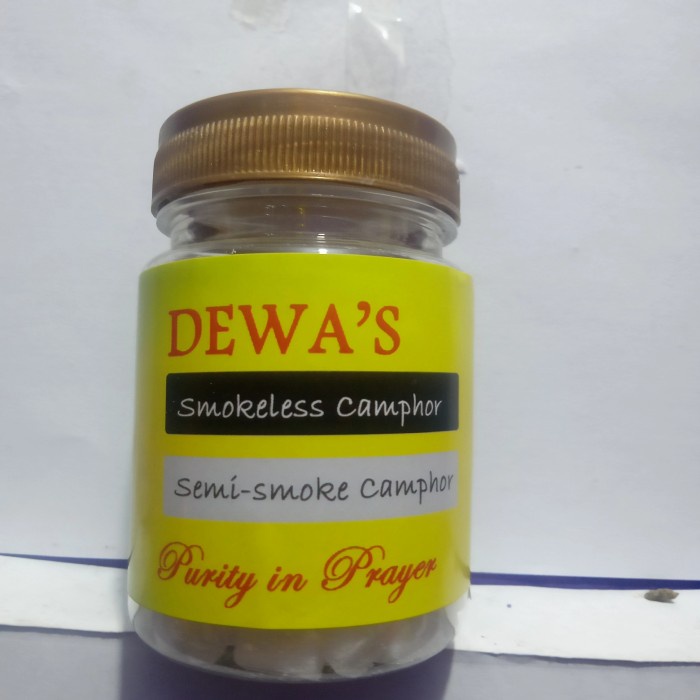 DEWA'S
Smokeless Camphor
Semi-smoke Camphor
Purity in Prayer